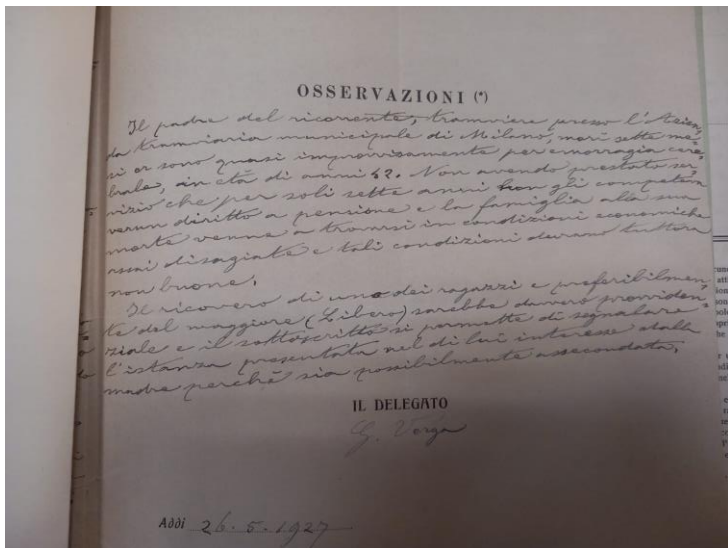 OSSERVAZIONI (*)
Il padre del ricorrente, tramviere presso l'Azien,
da tramviaria municipale di Milano, morì sette me,
si or sono quasi improvvisamente per emorragia cere,
brale, in età di anni 42. Non avendo prestato ser,
vizio che per soli sette anni non gli competeva
verun diritto a pensione e la famiglia alla sua
morte venne a trovarsi in condizioni economiche
assai disagiate e tali condizioni durano tuttora
non buone.
Il ricovero di uno dei ragazzi e preferibilmen,
te del maggiore (Libero) sarebbe davvero provviden,
ziale e il sottoscritto si permette di segnalare
l'istanza presentata nel di lui interesse dalla
madre perchè sia possibilmente assecondata.
IL DELEGATO
G. Verga
Addì 26.5.1927